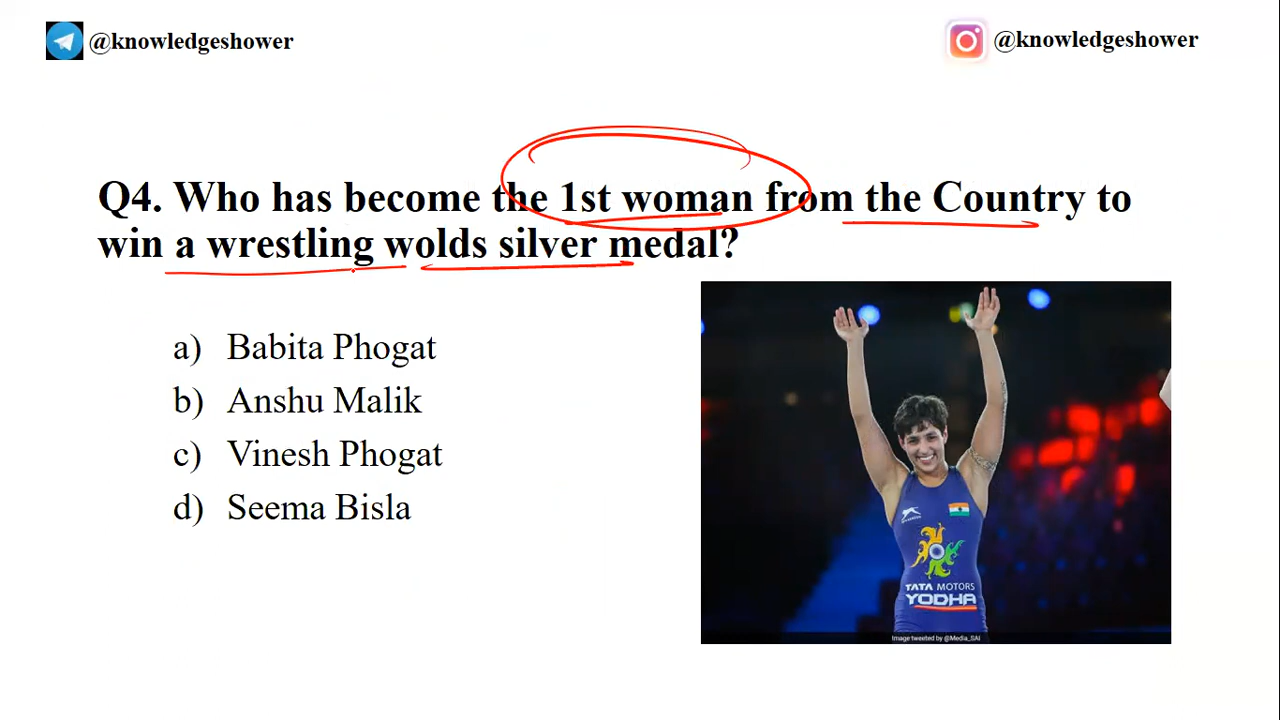 @knowledgeshower
@knowledgeshower
Q4. Who has become the 1st woman from the Country to
win a wrestling wolds silver medal?
a) Babita Phogat
b) Anshu Malik
c) Vinesh Phogat
d) Seema Bisla
TATA MOTORS
YODHA
Image tweeted by @Media_SAI